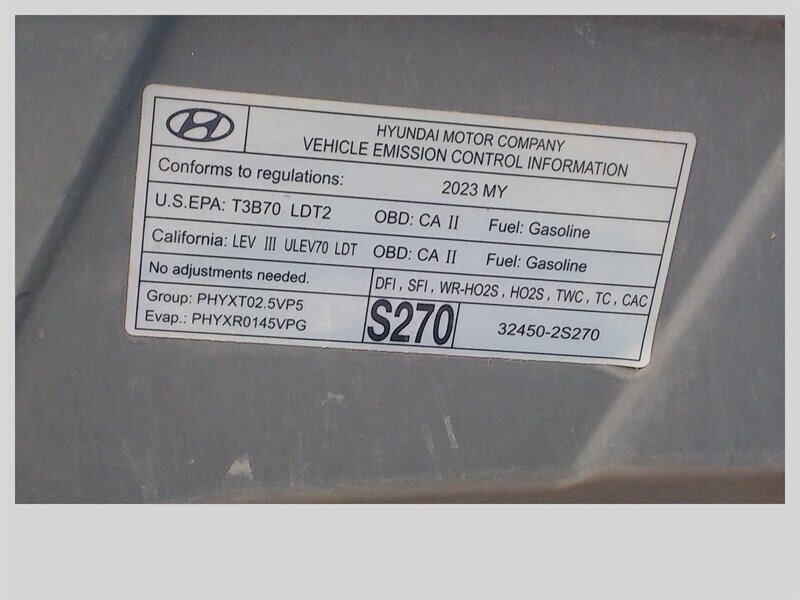 HYUNDAI MOTOR COMPANY
VEHICLE EMISSION CONTROL INFORMATION
Conforms to regulations: 2023 MY
U.S.EPA: T3B70 LDT2 OBD: CA II Fuel: Gasoline
California: LEV III ULEV70 LDT OBD: CA II Fuel: Gasoline
No adjustments needed. DFI, SFI, WR-HO2S, HO2S, TWC, TC, CAC
Group: PHYXT02.5VP5
Evap.: PHYXR0145VPG
S270
32450-2S270